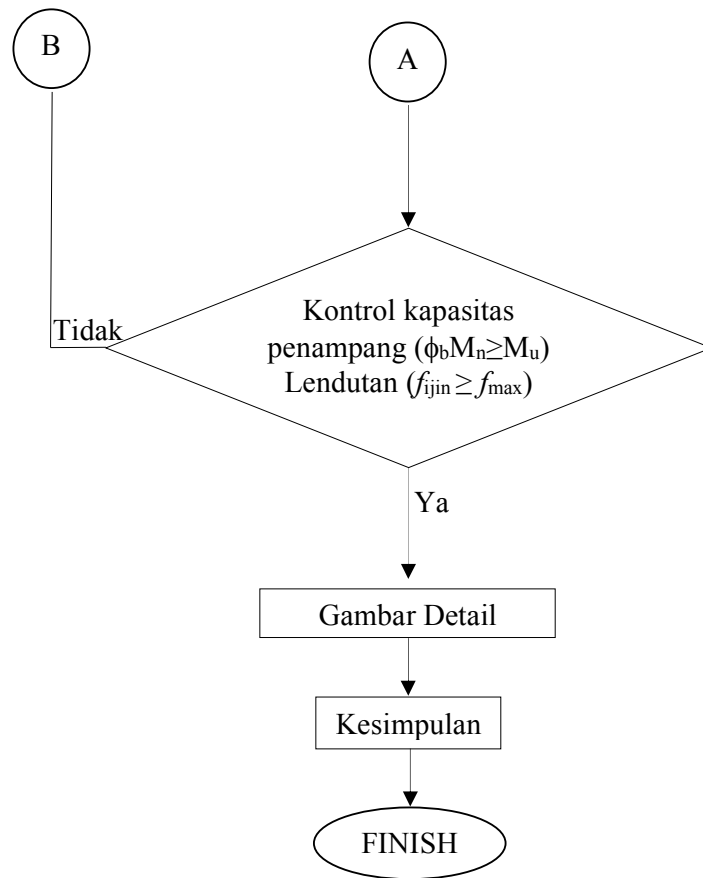 B
A
Kontrol kapasitas
penampang (ϕbMn≥Mu)
Lendutan (fijin ≥ fmax)
Tidak
Ya
Gambar Detail
Kesimpulan
FINISH